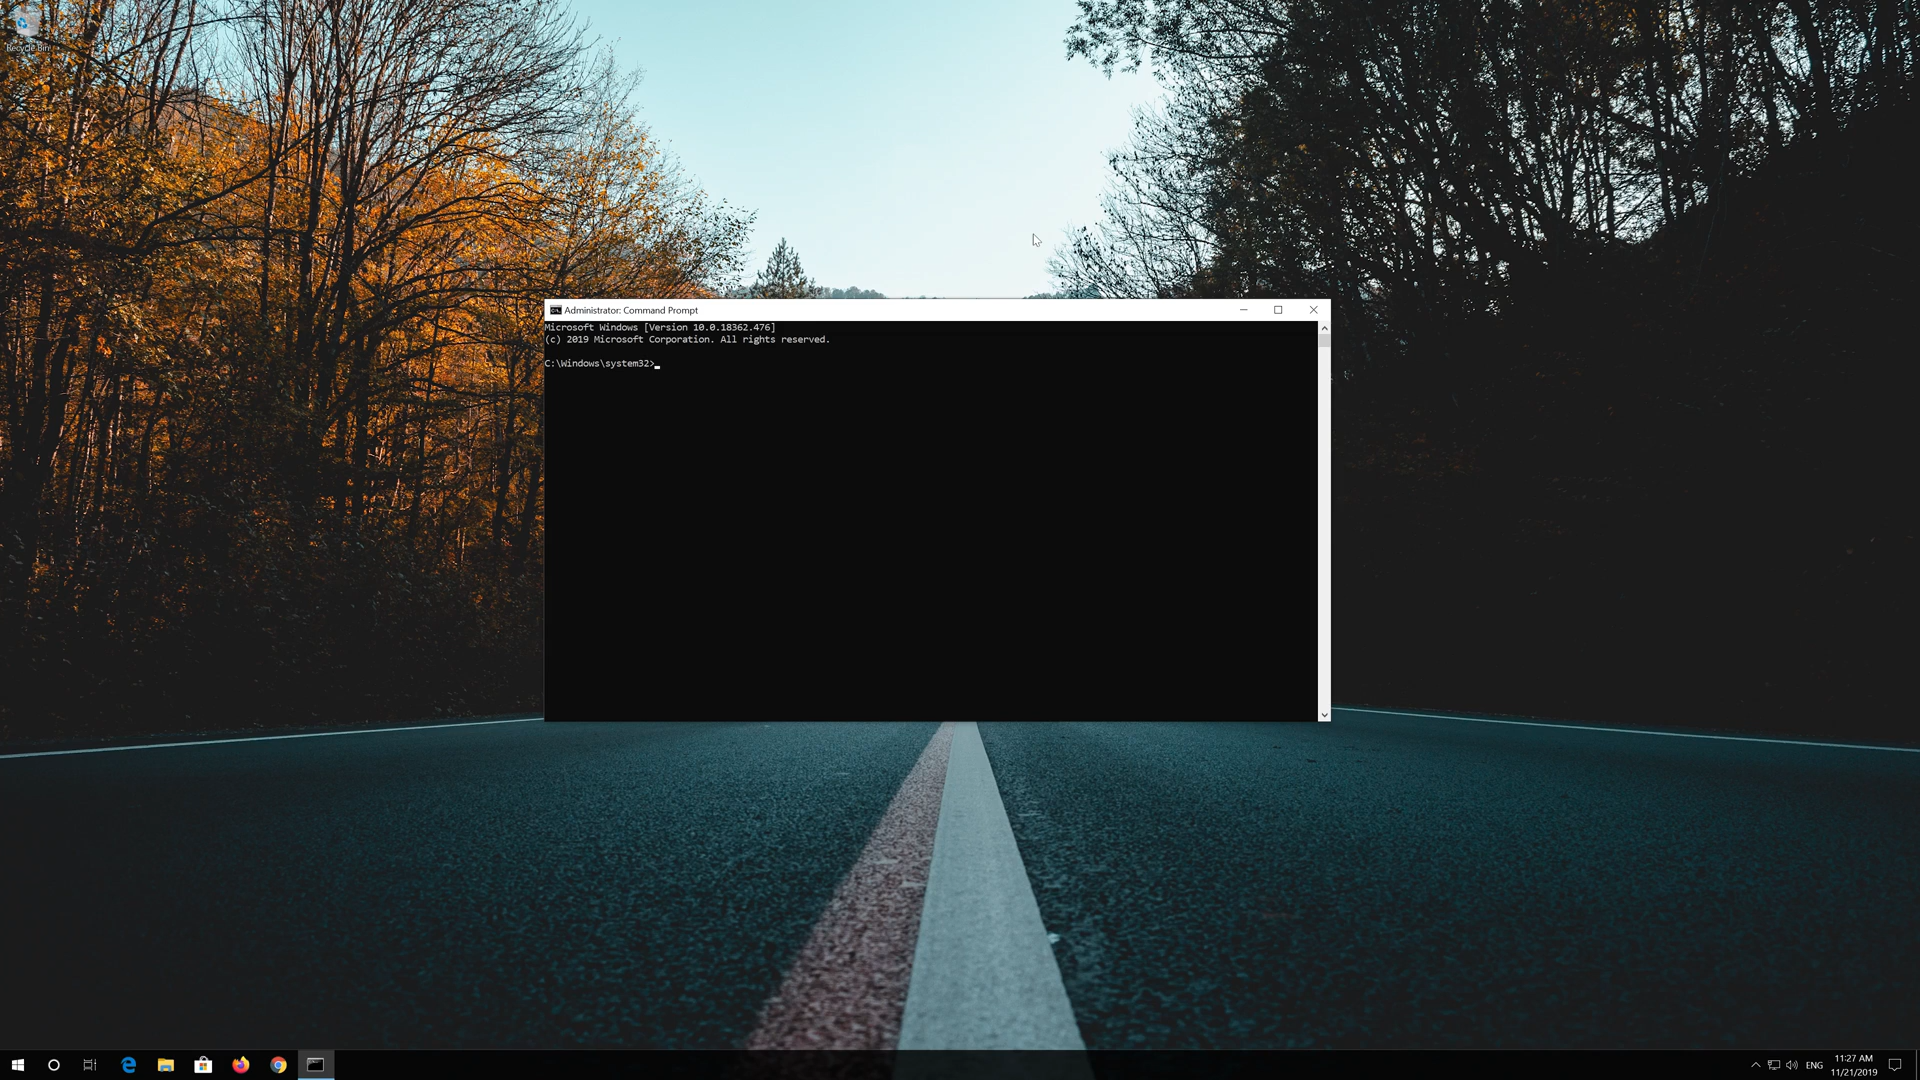 Recycle Bin
Administrator: Command Prompt
Microsoft Windows [Version 10.0.18362.476]
(c) 2019 Microsoft Corporation. All rights reserved.
C:\Windows\system32>
ENG
11:27 AM
11/21/2019